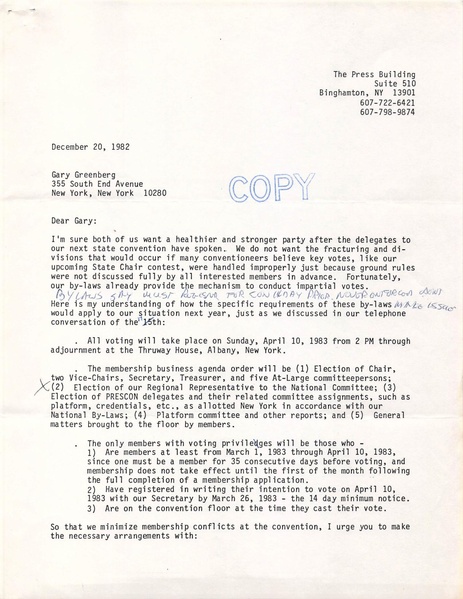 The Press Building
Suite 510
Binghamton, NY 13901
607-722-6421
607-798-9874
December 20, 1982
Gary Greenberg
355 South End Avenue
New York, New York 10280
COPY
Dear Gary:
I'm sure both of us want a healthier and stronger party after the delegates to
our next state convention have spoken. We do not want the fracturing and di-
visions that would occur if many conventioneers believe key votes, like our
upcoming State Chair contest, were handled improperly just because ground rules
were not discussed fully by all interested members in advance. Fortunately,
our by-laws already provide the mechanism to conduct impartial votes.
BYLAWS SAY MUST FOR
Here is my understanding of how the specific requirements of these by-laws MAKE ISSUE
would apply to our situation next year, just as we discussed in our telephone
conversation of the 15th:
. All voting will take place on Sunday, April 10, 1983 from 2 PM through
adjournment at the Thruway House, Albany, New York.
. The membership business agenda order will be (1) Election of Chair,
two Vice-Chairs, Secretary, Treasurer, and five At-Large committeepersons;
X (2) Election of our Regional Representative to the National Committee; (3)
Election of PRESCON delegates and their related committee assignments, such as
platform, credentials, etc., as allotted New York in accordance with our
National By-Laws; (4) Platform committee and other reports; and (5) General
matters brought to the floor by members.
. The only members with voting privileges will be those who -
1) Are members at least from March 1, 1983 through April 10, 1983,
since one must be a member for 35 consecutive days before voting, and
membership does not take effect until the first of the month following
the full completion of a membership application.
2) Have registered in writing their intention to vote on April 10,
1983 with our Secretary by March 26, 1983 - the 14 day minimum notice.
3) Are on the convention floor at the time they cast their vote.
So that we minimize membership conflicts at the convention, I urge you to make
the necessary arrangements with: